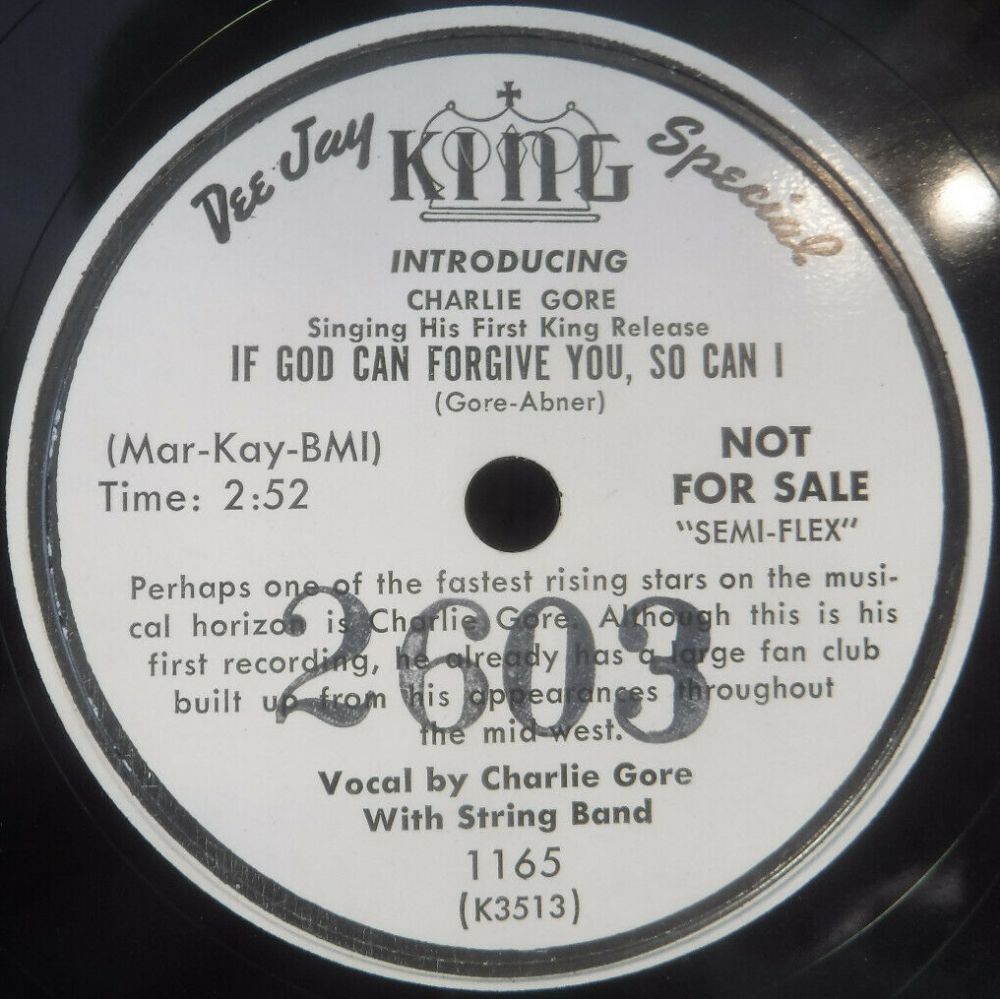 Dee Jay KING Special
INTRODUCING
CHARLIE GORE
Singing His First King Release
IF GOD CAN FORGIVE YOU, SO CAN I
(Gore-Abner)
(Mar-Kay-BMI)
Time: 2:52
NOT
FOR SALE
"SEMI-FLEX"
Perhaps one of the fastest rising stars on the musi-
cal horizon is Charlie Gore. Although this is his
first recording, he already has a large fan club
built up from his appearances throughout
the mid-west.
2603
Vocal by Charlie Gore
With String Band
1165
(K3513)